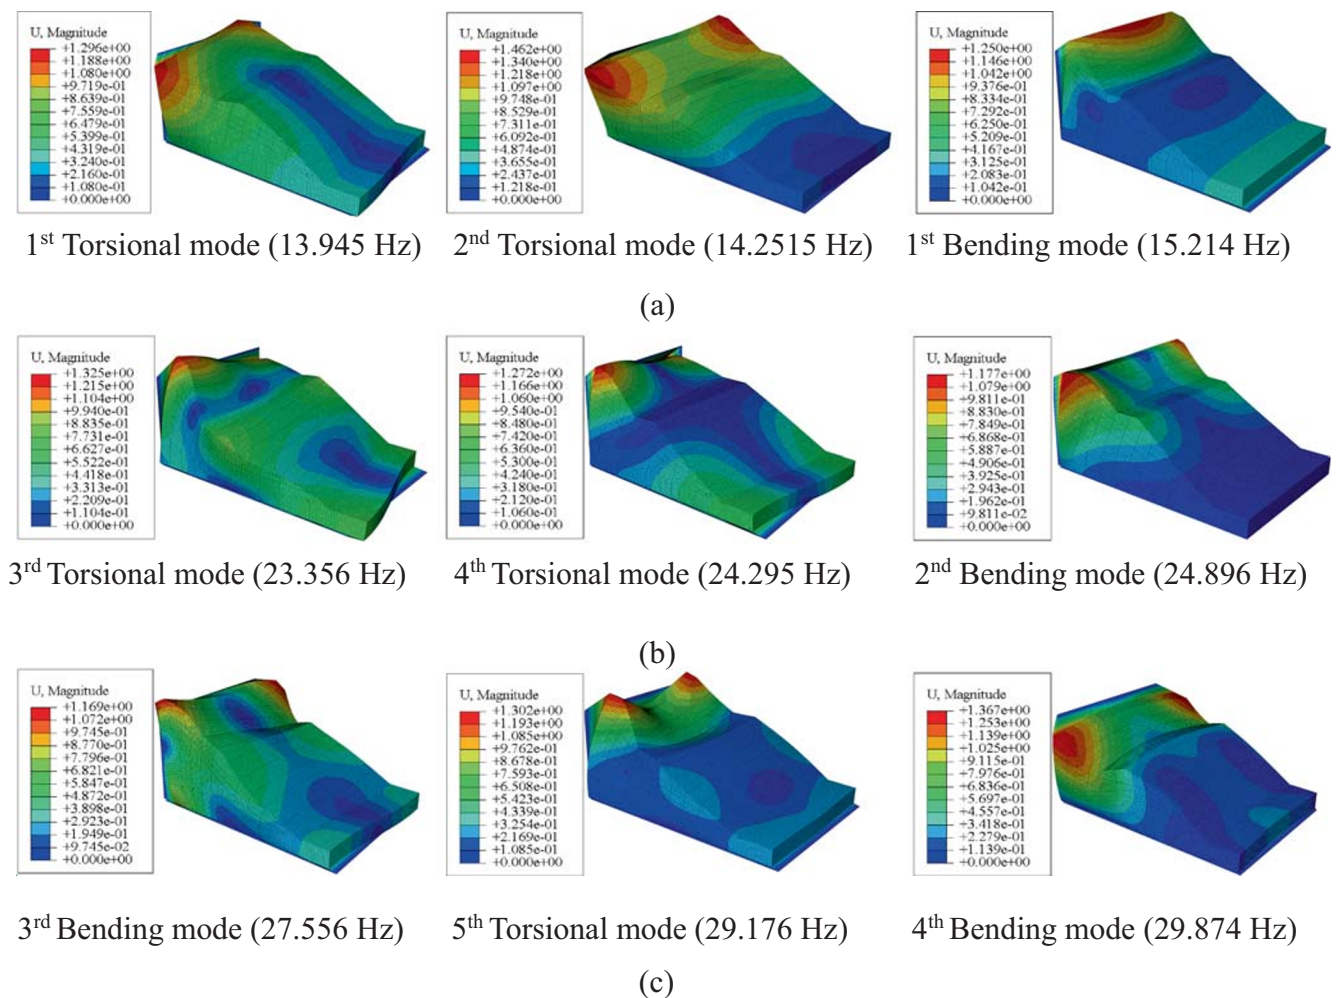 U, Magnitude
+1.296e+00
+1.188e+00
+1.080e+00
+9.719e-01
+8.639e-01
+7.559e-01
+6.479e-01
+5.399e-01
+4.319e-01
+3.240e-01
+2.160e-01
+1.080e-01
+0.000e+00
U, Magnitude
+1.462e+00
+1.340e+00
+1.218e+00
+1.097e+00
+9.748e-01
+8.529e-01
+7.311e-01
+6.092e-01
+4.874e-01
+3.655e-01
+2.437e-01
+1.218e-01
+0.000e+00
U, Magnitude
+1.250e+00
+1.146e+00
+1.042e+00
+9.376e-01
+8.334e-01
+7.292e-01
+6.250e-01
+5.209e-01
+4.167e-01
+3.125e-01
+2.083e-01
+1.042e-01
+0.000e+00
1st Torsional mode (13.945 Hz)
2nd Torsional mode (14.2515 Hz)
1st Bending mode (15.214 Hz)
(a)
U, Magnitude
+1.325e+00
+1.215e+00
+1.104e+00
+9.940e-01
+8.835e-01
+7.731e-01
+6.627e-01
+5.522e-01
+4.418e-01
+3.313e-01
+2.209e-01
+1.104e-01
+0.000e+00
U, Magnitude
+1.272e+00
+1.166e+00
+1.060e+00
+9.540e-01
+8.480e-01
+7.420e-01
+6.360e-01
+5.300e-01
+4.240e-01
+3.180e-01
+2.120e-01
+1.060e-01
+0.000e+00
U, Magnitude
+1.177e+00
+1.079e+00
+9.811e-01
+8.830e-01
+7.849e-01
+6.868e-01
+5.887e-01
+4.906e-01
+3.925e-01
+2.943e-01
+1.962e-01
+9.811e-02
+0.000e+00
3rd Torsional mode (23.356 Hz)
4th Torsional mode (24.295 Hz)
2nd Bending mode (24.896 Hz)
(b)
U, Magnitude
+1.169e+00
+1.072e+00
+9.745e-01
+8.770e-01
+7.796e-01
+6.821e-01
+5.847e-01
+4.872e-01
+3.898e-01
+2.923e-01
+1.949e-01
+9.745e-02
+0.000e+00
U, Magnitude
+1.302e+00
+1.193e+00
+1.085e+00
+9.762e-01
+8.678e-01
+7.593e-01
+6.508e-01
+5.423e-01
+4.339e-01
+3.254e-01
+2.169e-01
+1.085e-01
+0.000e+00
U, Magnitude
+1.367e+00
+1.253e+00
+1.139e+00
+1.025e+00
+9.115e-01
+7.976e-01
+6.836e-01
+5.697e-01
+4.557e-01
+3.418e-01
+2.279e-01
+1.139e-01
+0.000e+00
3rd Bending mode (27.556 Hz)
5th Torsional mode (29.176 Hz)
4th Bending mode (29.874 Hz)
(c)